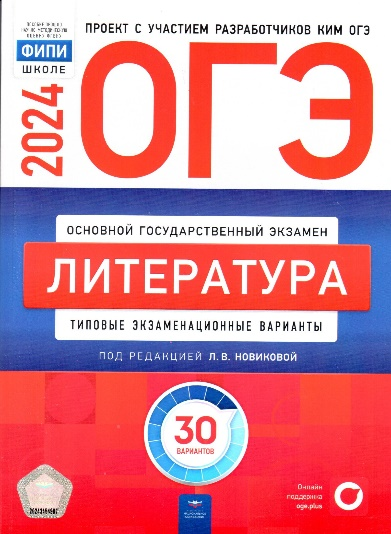 ПРОЕКТ С УЧАСТИЕМ РАЗРАБОТЧИКОВ КИМ ОГЭ
ФИПИ
ШКОЛЕ
2024
ОГЭ
ОСНОВНОЙ ГОСУДАРСТВЕННЫЙ ЭКЗАМЕН
ЛИТЕРАТУРА
ТИПОВЫЕ ЭКЗАМЕНАЦИОННЫЕ ВАРИАНТЫ
ПОД РЕДАКЦИЕЙ Л. В. НОВИКОВОЙ
30
ВАРИАНТОВ
Онлайн
поддержка
oge.plus